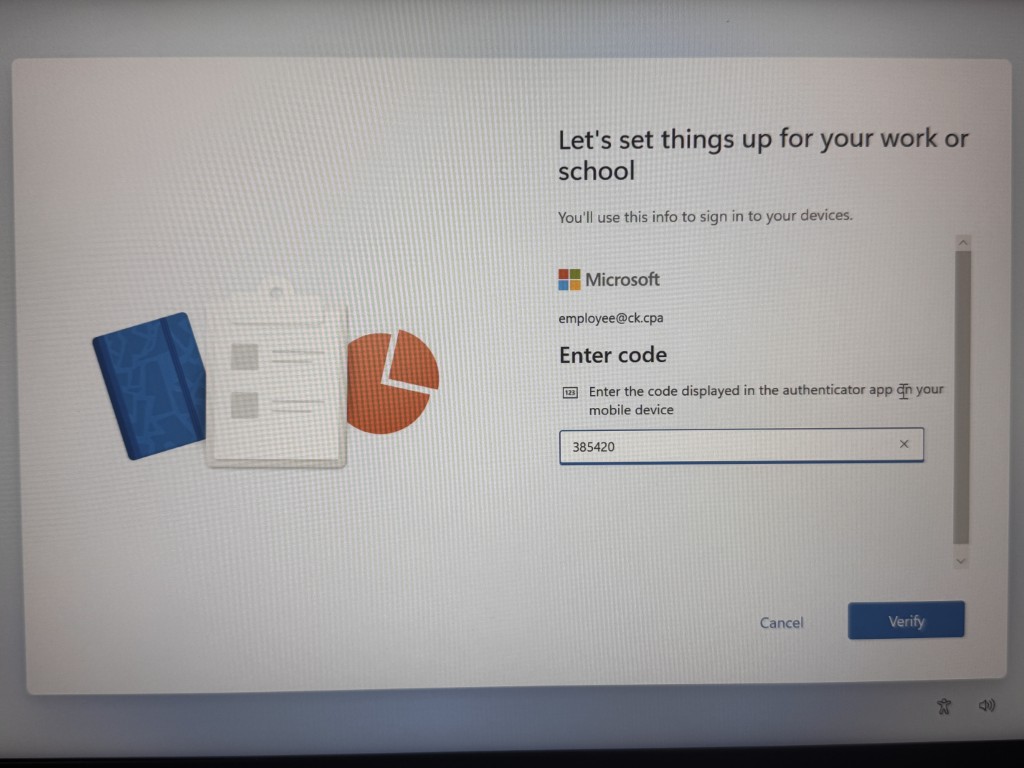 Let's set things up for your work or
school
You'll use this info to sign in to your devices.
Microsoft
employee@ck.cpa
Enter code
123
Enter the code displayed in the authenticator app on your
mobile device
385420
Cancel
Verify